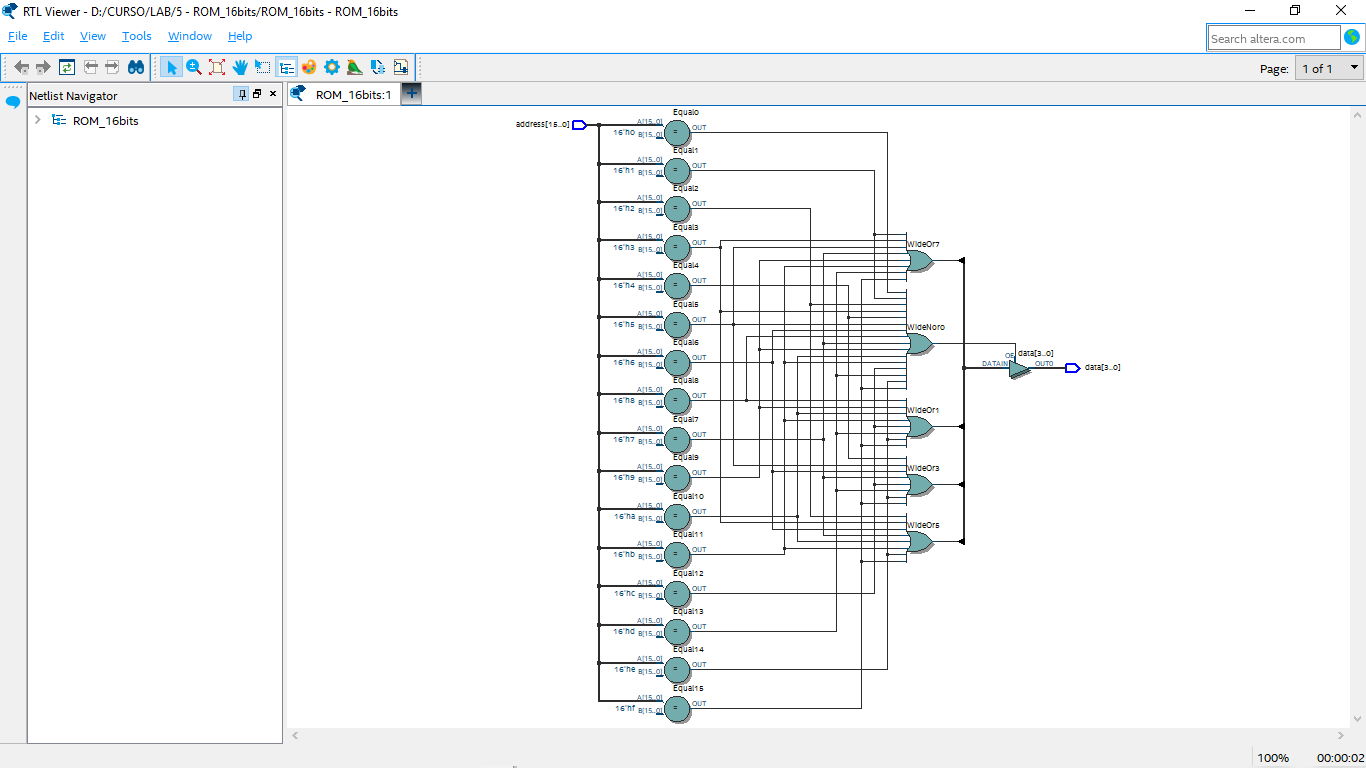 RTL Viewer - D:/CURSO/LAB/5 - ROM_16bits/ROM_16bits - ROM_16bits
File Edit View Tools Window Help
Search altera.com
Page: 1 of 1
Netlist Navigator
ROM_16bits:1
ROM_16bits
address[15..0]
Equal0
A[15..0]
16'h0 B[15..0]
=
OUT
Equal1
A[15..0]
16'h1 B[15..0]
=
OUT
Equal2
A[15..0]
16'h2 B[15..0]
=
OUT
Equal3
A[15..0]
16'h3 B[15..0]
=
OUT
Equal4
A[15..0]
16'h4 B[15..0]
=
OUT
Equal5
A[15..0]
16'h5 B[15..0]
=
OUT
Equal6
A[15..0]
16'h6 B[15..0]
=
OUT
Equal8
A[15..0]
16'h8 B[15..0]
=
OUT
Equal7
A[15..0]
16'h7 B[15..0]
=
OUT
Equal9
A[15..0]
16'h9 B[15..0]
=
OUT
Equal10
A[15..0]
16'ha B[15..0]
=
OUT
Equal11
A[15..0]
16'hb B[15..0]
=
OUT
Equal12
A[15..0]
16'hc B[15..0]
=
OUT
Equal13
A[15..0]
16'hd B[15..0]
=
OUT
Equal14
A[15..0]
16'he B[15..0]
=
OUT
Equal15
A[15..0]
16'hf B[15..0]
=
OUT
WideOr7
WideNor0
WideOr1
WideOr3
WideOr5
data[3..0]
OE
DATAIN
OUT0
data[3..0]
100% 00:00:02